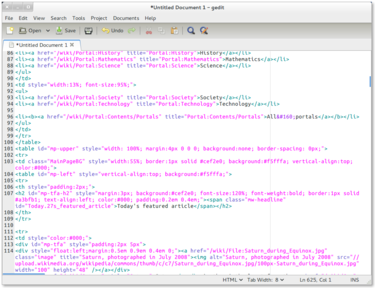 *Untitled Document 1 - gedit
File Edit View Search Tools Project Documents Help
Open Save Undo
*Untitled Document 1
86 <li><a href="/wiki/Portal:History" title="Portal:History">History</a></li>
87 <li><a href="/wiki/Portal:Mathematics" title="Portal:Mathematics">Mathematics</a></li>
88 <li><a href="/wiki/Portal:Science" title="Portal:Science">Science</a></li>
89 </ul>
90 </td>
91 <td style="width:13%; font-size:95%;">
92 <ul>
93 <li><a href="/wiki/Portal:Society" title="Portal:Society">Society</a></li>
94 <li><a href="/wiki/Portal:Technology" title="Portal:Technology">Technology</a></li>
95
96 <li><b><a href="/wiki/Portal:Contents/Portals" title="Portal:Contents/Portals">All&#160;portals</a></b></li>
97 </ul>
98 </td>
99 </tr>
100 </table>
101 <table id="mp-upper" style="width: 100%; margin:4px 0 0 0; background:none; border-spacing: 0px;">
102 <tr>
103 <td class="MainPageBG" style="width:55%; border:1px solid #cef2e0; background:#f5fffa; vertical-align:top;
color:#000;">
104 <table id="mp-left" style="vertical-align:top; background:#f5fffa;">
105 <tr>
106 <th style="padding:2px;">
107 <h2 id="mp-tfa-h2" style="margin:3px; background:#cef2e0; font-size:120%; font-weight:bold; border:1px solid
#a3bfb1; text-align:left; color:#000; padding:0.2em 0.4em;"><span class="mw-headline"
id="Today.27s_featured_article">Today's featured article</span></h2>
108 </th>
109 </tr>
110
111 <tr>
112 <td style="color:#000;">
113 <div id="mp-tfa" style="padding:2px 5px">
114 <div style="float:left;margin:0.5em 0.9em 0.4em 0;"><a href="/wiki/File:Saturn_during_Equinox.jpg"
class="image" title="Saturn, photographed in July 2008"><img alt="Saturn, photographed in July 2008" src="//
upload.wikimedia.org/wikipedia/commons/thumb/c/c7/Saturn_during_Equinox.jpg/100px-Saturn_during_Equinox.jpg"
width="100" height="48" /></a></div>
HTML Tab Width: 8 Ln 625, Col 1 INS